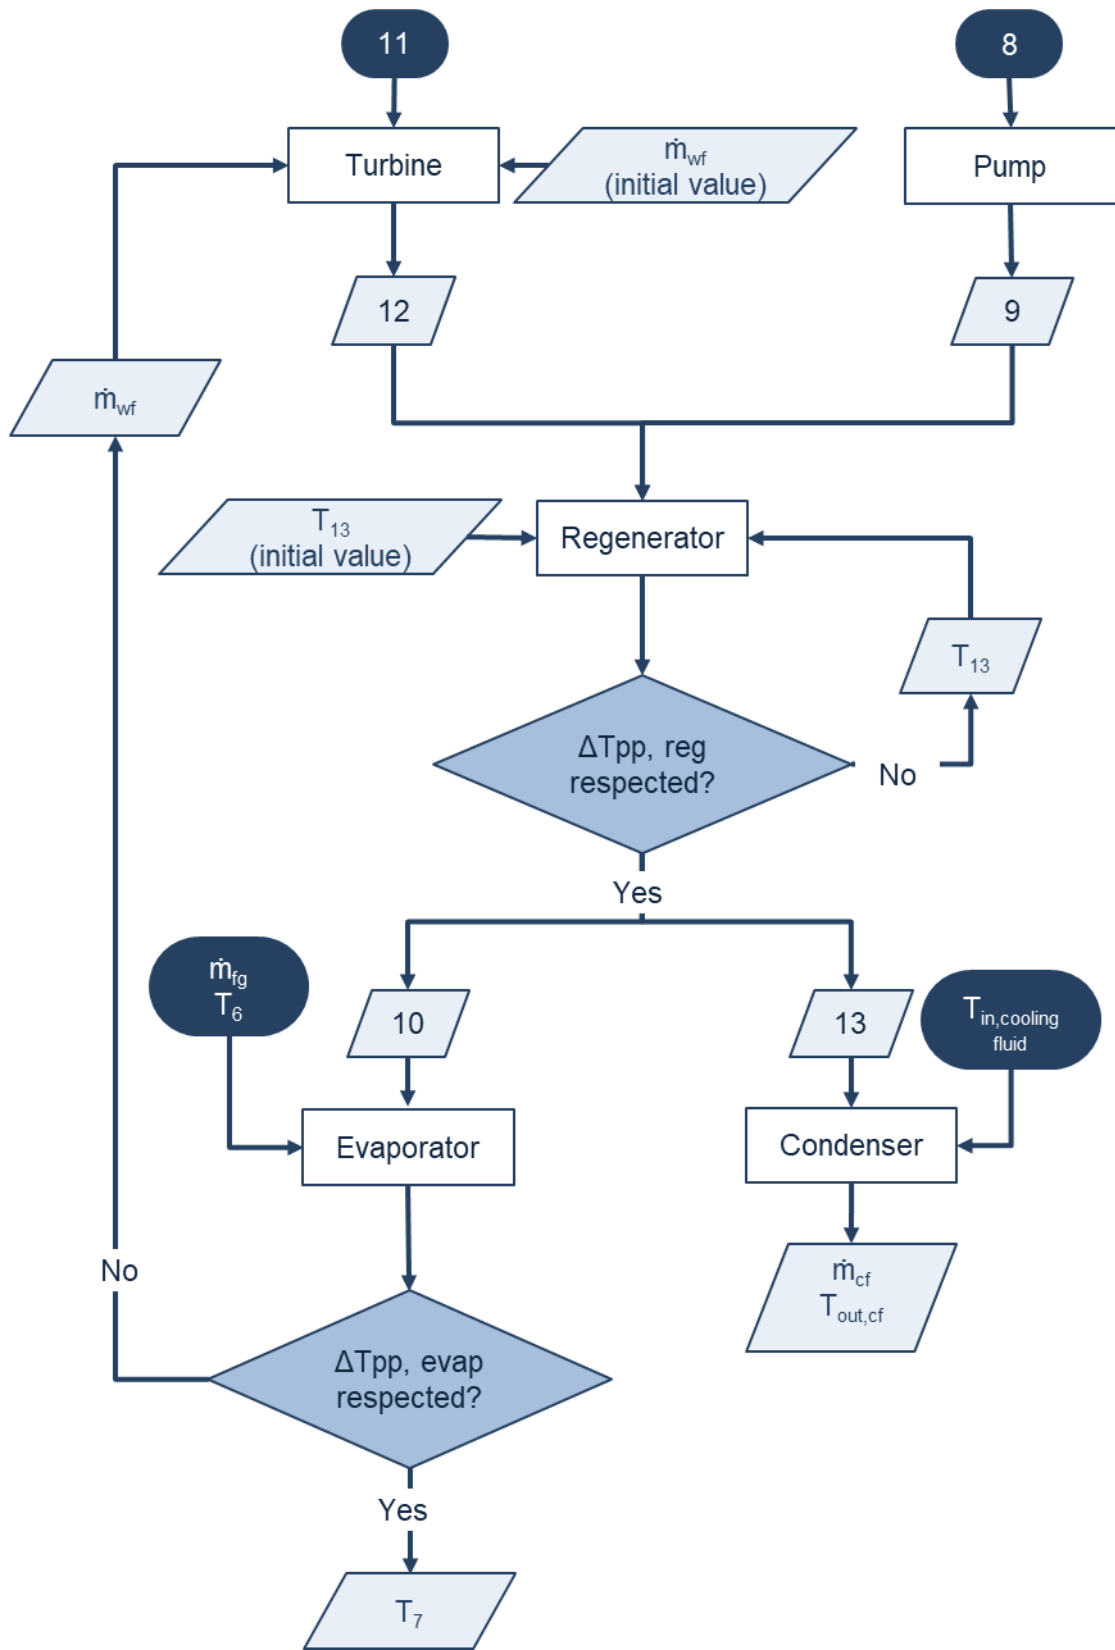 11
8
Turbine
ṁwf
(initial value)
Pump
12
9
ṁwf
T13
(initial value)
Regenerator
T13
ΔTpp, reg
respected?
No
Yes
ṁfg
T6
10
13
Tin,cooling
fluid
Evaporator
Condenser
No
ṁcf
Tout,cf
ΔTpp, evap
respected?
Yes
T7